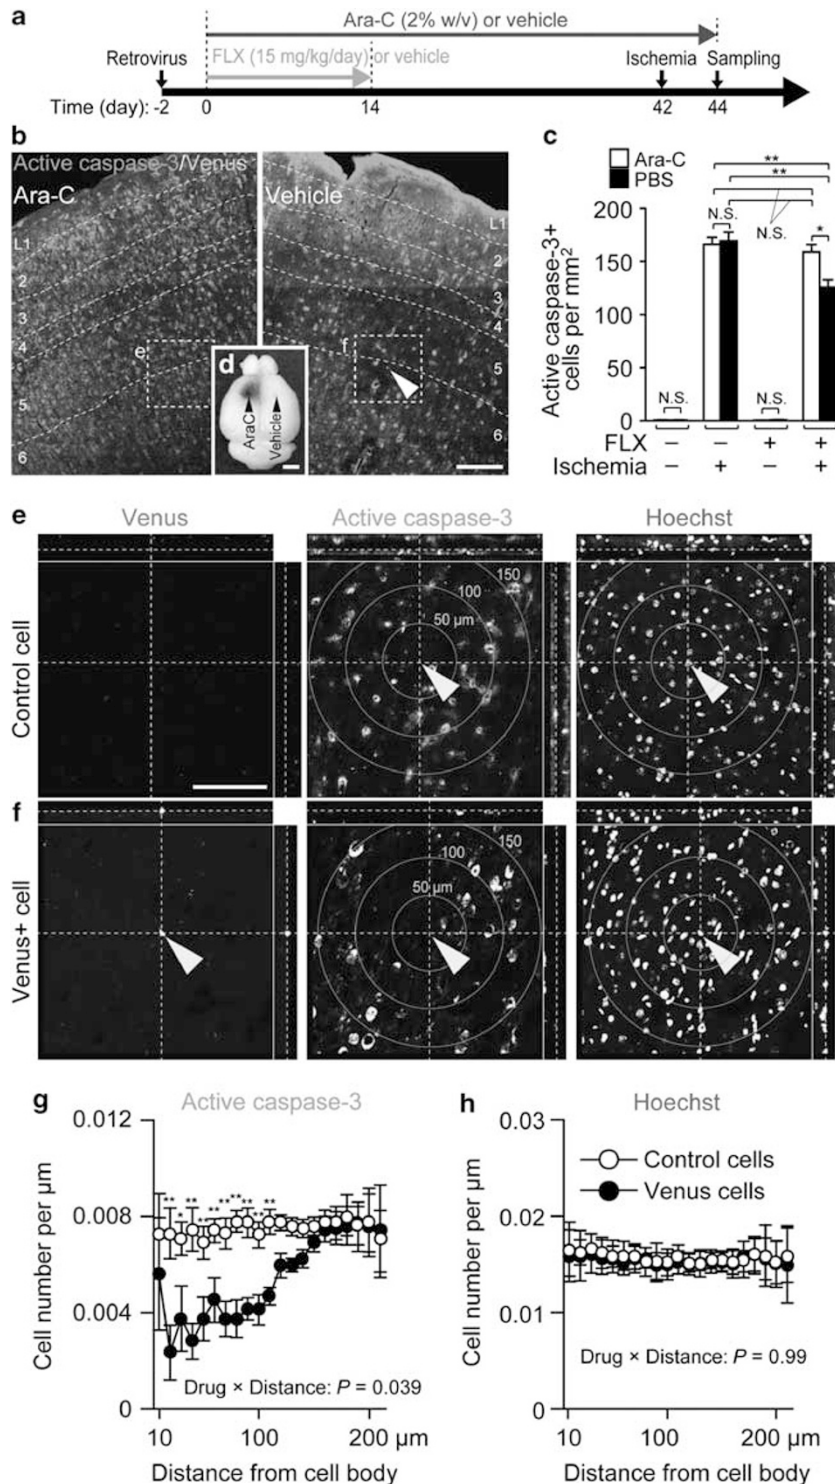 a
Ara-C (2% w/v) or vehicle
Retrovirus
FLX (15 mg/kg/day) or vehicle
Ischemia
Sampling
Time (day): -2 0 14 42 44
b
Active caspase-3/Venus
Ara-C
Vehicle
L1
2
2
3
4
5
6
L1
2
3
4
5
6
e
f
d
AraC
Vehicle
c
Ara-C
PBS
**
**
N.S.
N.S.
*
N.S.
N.S.
200
150
100
50
0
Active caspase-3+
cells per mm2
FLX – – + +
Ischemia – + – +
e
Venus
Active caspase-3
Hoechst
Control cell
150
100
50 µm
f
Venus+ cell
150
100
50 µm
g
Active caspase-3
0.012
0.008
0.004
0
Cell number per µm
** * ** ** ** ** ** ** ** **
Drug × Distance: P = 0.039
10 100 200 µm
Distance from cell body
h
Hoechst
0.03
0.02
0.01
0
Cell number per µm
Control cells
Venus cells
Drug × Distance: P = 0.99
10 100 200 µm
Distance from cell body